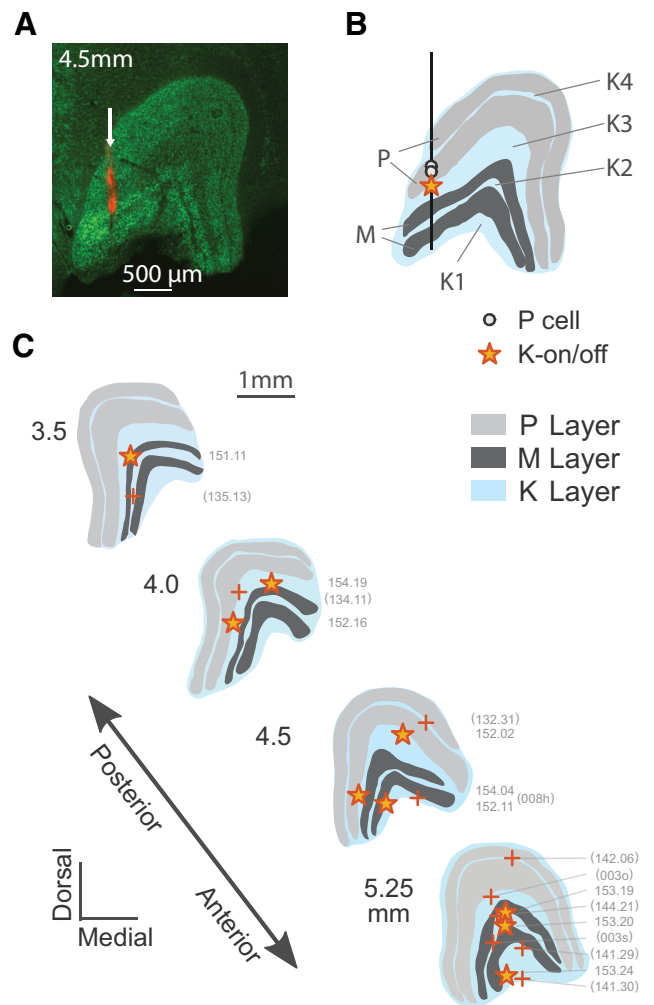 A
4.5mm
500 µm
B
K4
K3
K2
P
M
K1
P cell
K-on/off
C
1mm
P Layer
M Layer
K Layer
3.5
151.11
(135.13)
4.0
154.19
(134.11)
152.16
4.5
(132.31)
152.02
154.04 (008h)
152.11
Posterior
Anterior
Dorsal
Medial
5.25
mm
(142.06)
(003o)
153.19
(144.21)
153.20
(003s)
(141.29)
153.24
(141.30)